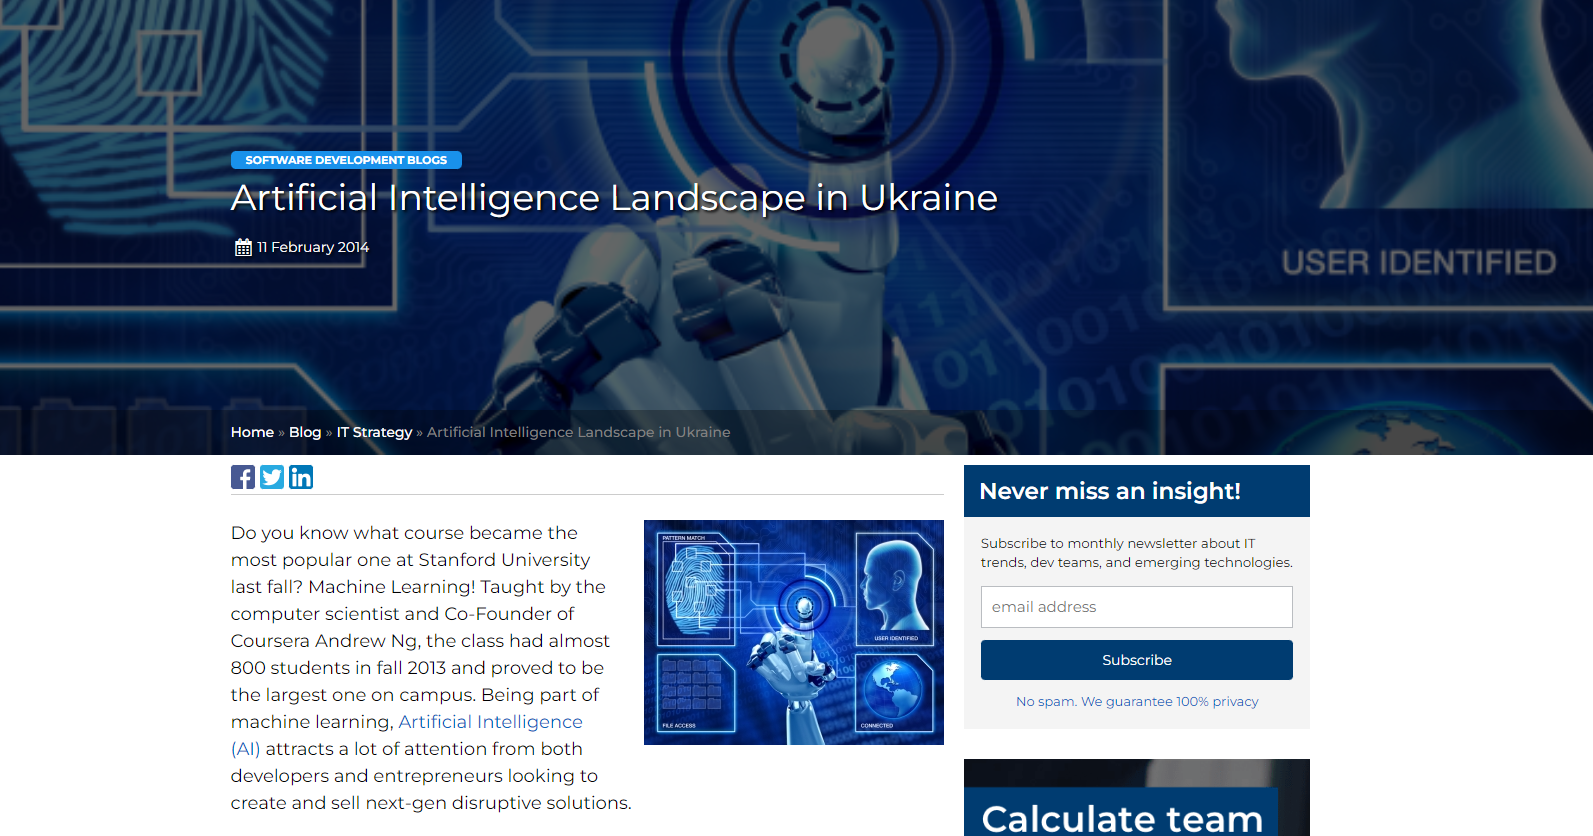 SOFTWARE DEVELOPMENT BLOGS
Artificial Intelligence Landscape in Ukraine
11 February 2014
USER IDENTIFIED
Home » Blog » IT Strategy » Artificial Intelligence Landscape in Ukraine
Do you know what course became the
most popular one at Stanford University
last fall? Machine Learning! Taught by the
computer scientist and Co-Founder of
Coursera Andrew Ng, the class had almost
800 students in fall 2013 and proved to be
the largest one on campus. Being part of
machine learning, Artificial Intelligence
(AI) attracts a lot of attention from both
developers and entrepreneurs looking to
create and sell next-gen disruptive solutions.
PATTERN MATCH
USER IDENTIFIED
FILE ACCESS
CONNECTED
Never miss an insight!
Subscribe to monthly newsletter about IT
trends, dev teams, and emerging technologies.
email address
Subscribe
No spam. We guarantee 100% privacy
Calculate team